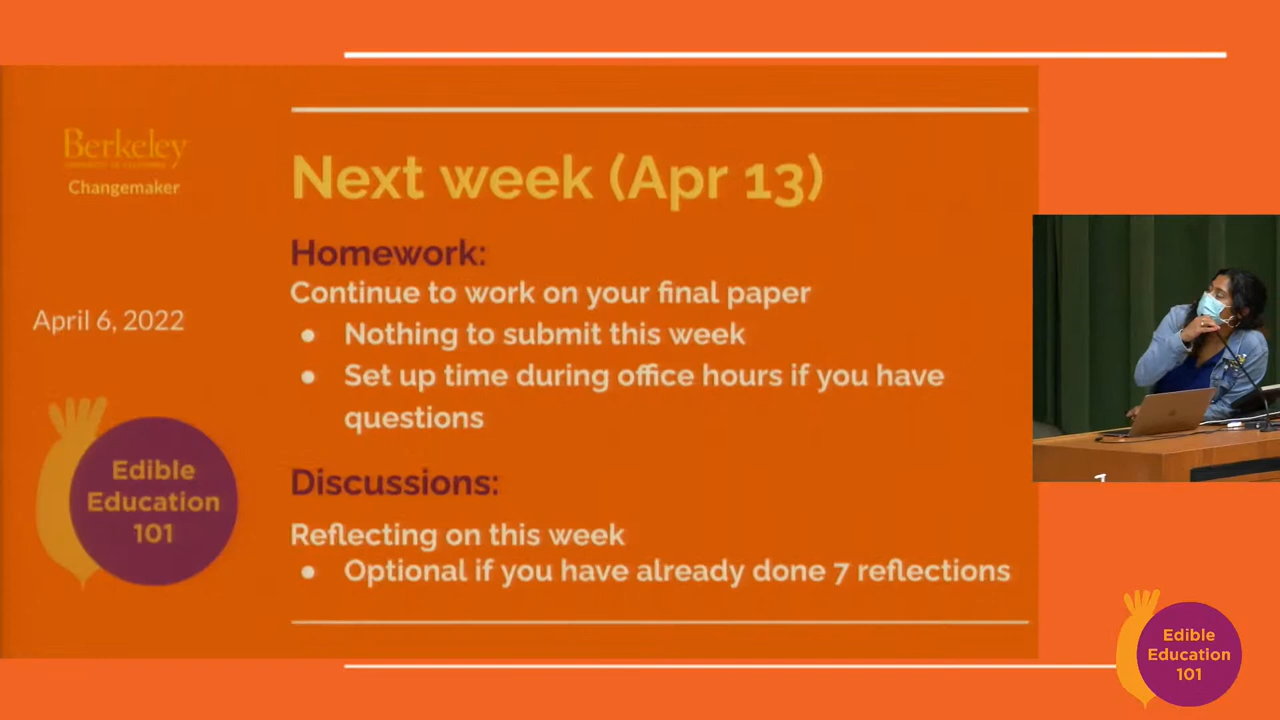 Berkeley
Changemaker
April 6, 2022
Edible
Education
101
Next week (Apr 13)
Homework:
Continue to work on your final paper
● Nothing to submit this week
● Set up time during office hours if you have
questions
Discussions:
Reflecting on this week
● Optional if you have already done 7 reflections
Edible
Education
101